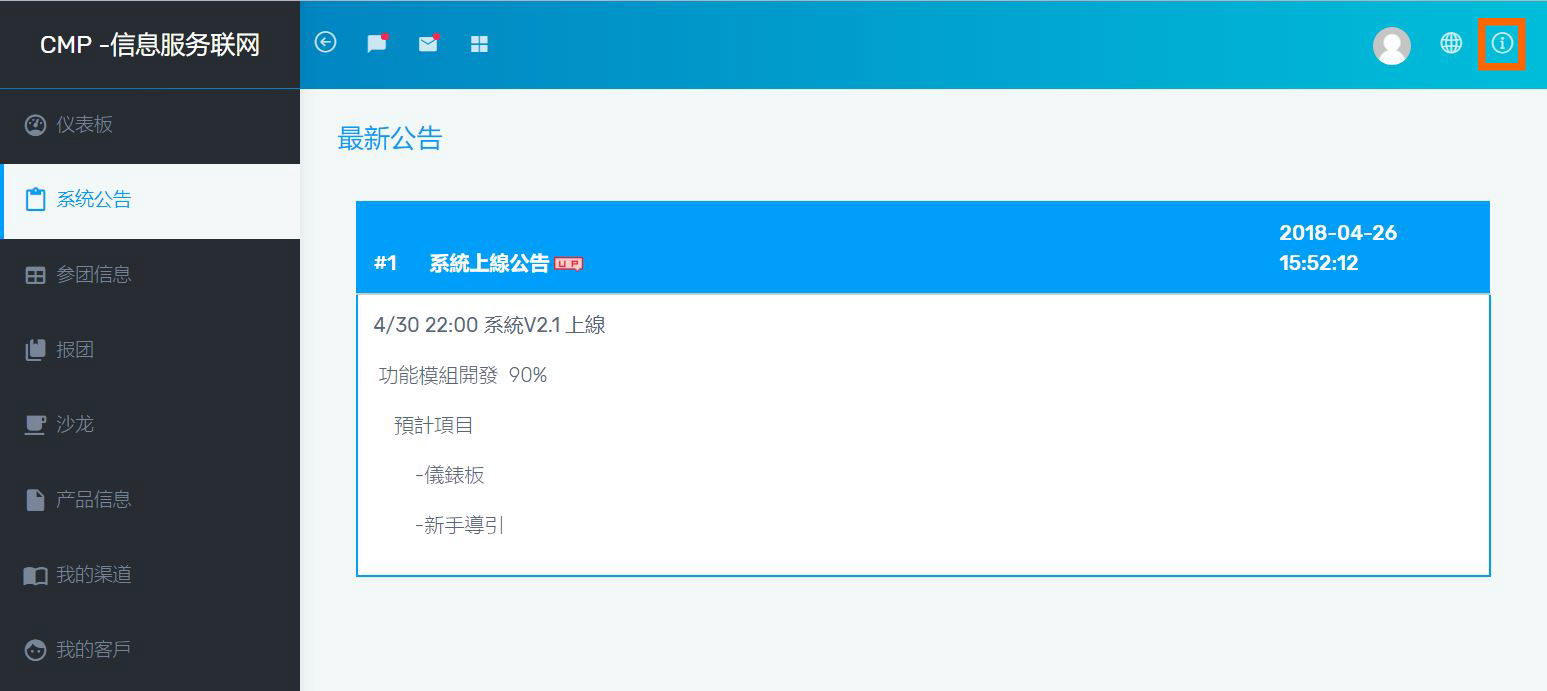 CMP -信息服务联网
仪表板
系统公告
参团信息
报团
沙龙
产品信息
我的渠道
我的客戶
最新公告
#1 系統上線公告 UP
2018-04-26
15:52:12
4/30 22:00 系統V2.1 上線
功能模組開發 90%
預計項目
-儀錶板
-新手導引